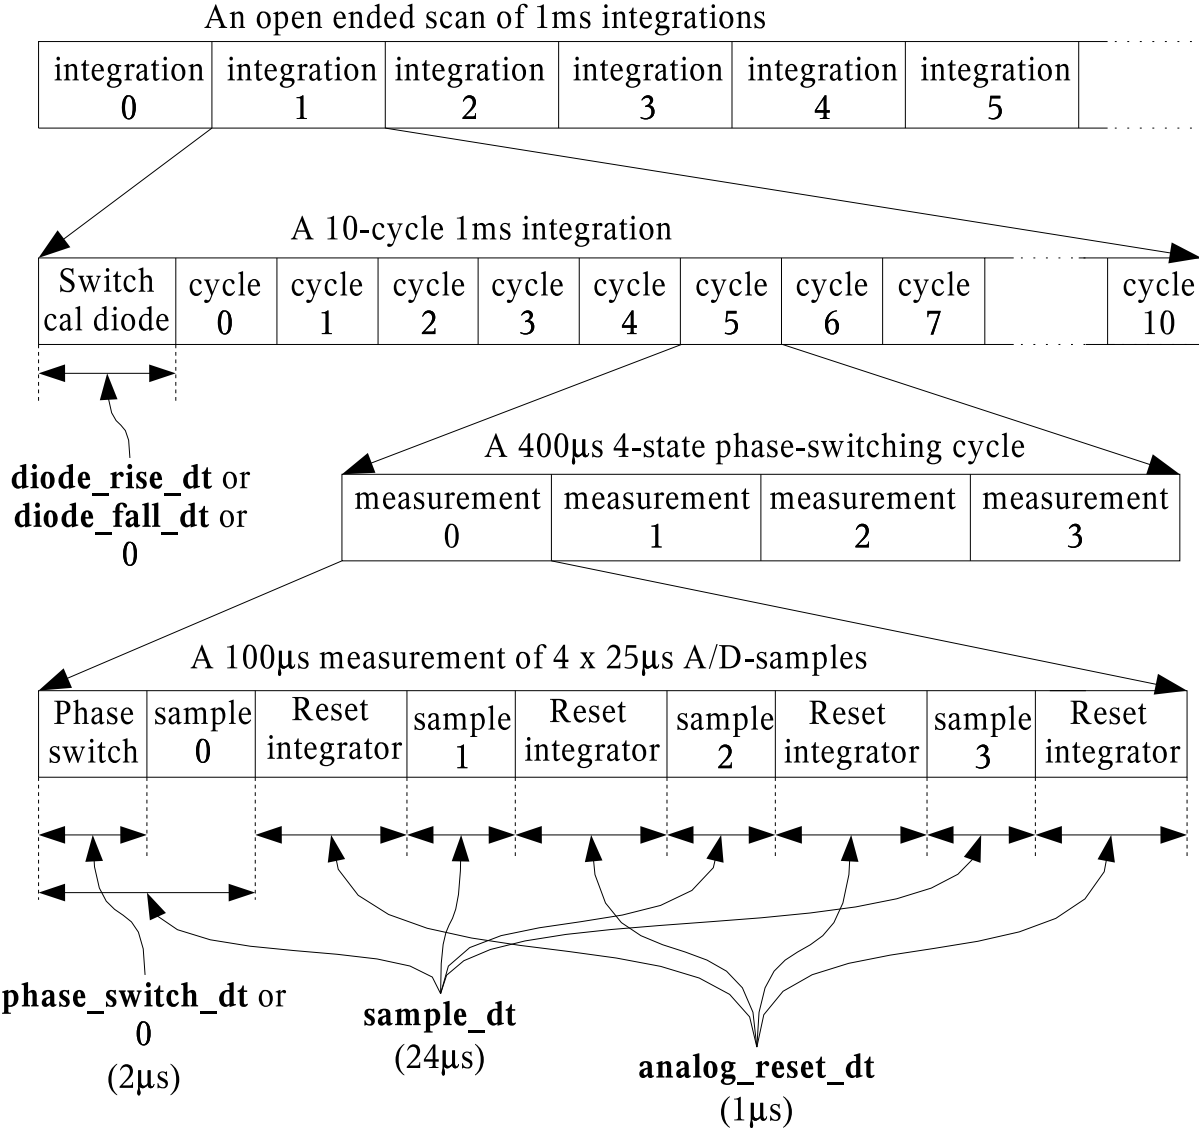 An open ended scan of 1ms integrations
integration integration integration integration integration integration
0 1 2 3 4 5
A 10-cycle 1ms integration
Switch cycle cycle cycle cycle cycle cycle cycle cycle cycle
cal diode 0 1 2 3 4 5 6 7 10
diode_rise_dt or
diode_fall_dt or
0
A 400µs 4-state phase-switching cycle
measurement measurement measurement measurement
0 1 2 3
A 100µs measurement of 4 x 25µs A/D-samples
Phase sample Reset sample Reset sample Reset sample Reset
switch 0 integrator 1 integrator 2 integrator 3 integrator
phase_switch_dt or
0
(2µs)
sample_dt
(24µs)
analog_reset_dt
(1µs)